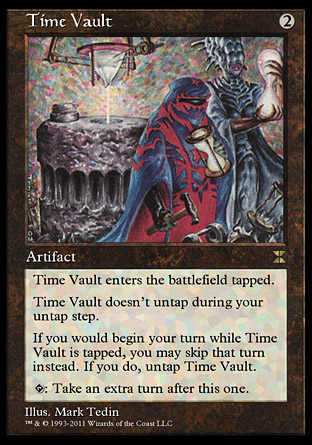 Time Vault
2
Artifact
Time Vault enters the battlefield tapped.
Time Vault doesn't untap during your
untap step.
If you would begin your turn while Time
Vault is tapped, you may skip that turn
instead. If you do, untap Time Vault.
: Take an extra turn after this one.
Illus. Mark Tedin
™ & © 1993-2011 Wizards of the Coast LLC